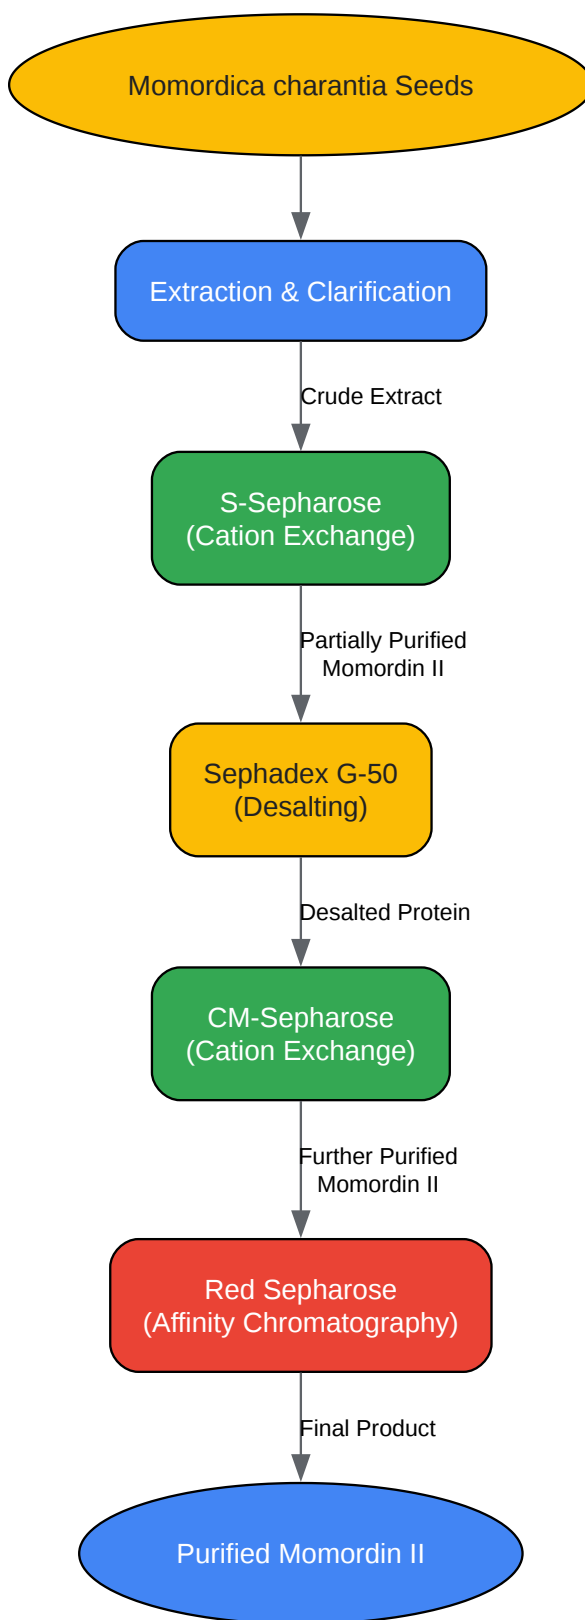 Momordica charantia Seeds
Extraction & Clarification
Crude Extract
S-Sepharose
(Cation Exchange)
Partially Purified
Momordin II
Sephadex G-50
(Desalting)
Desalted Protein
CM-Sepharose
(Cation Exchange)
Further Purified
Momordin II
Red Sepharose
(Affinity Chromatography)
Final Product
Purified Momordin II